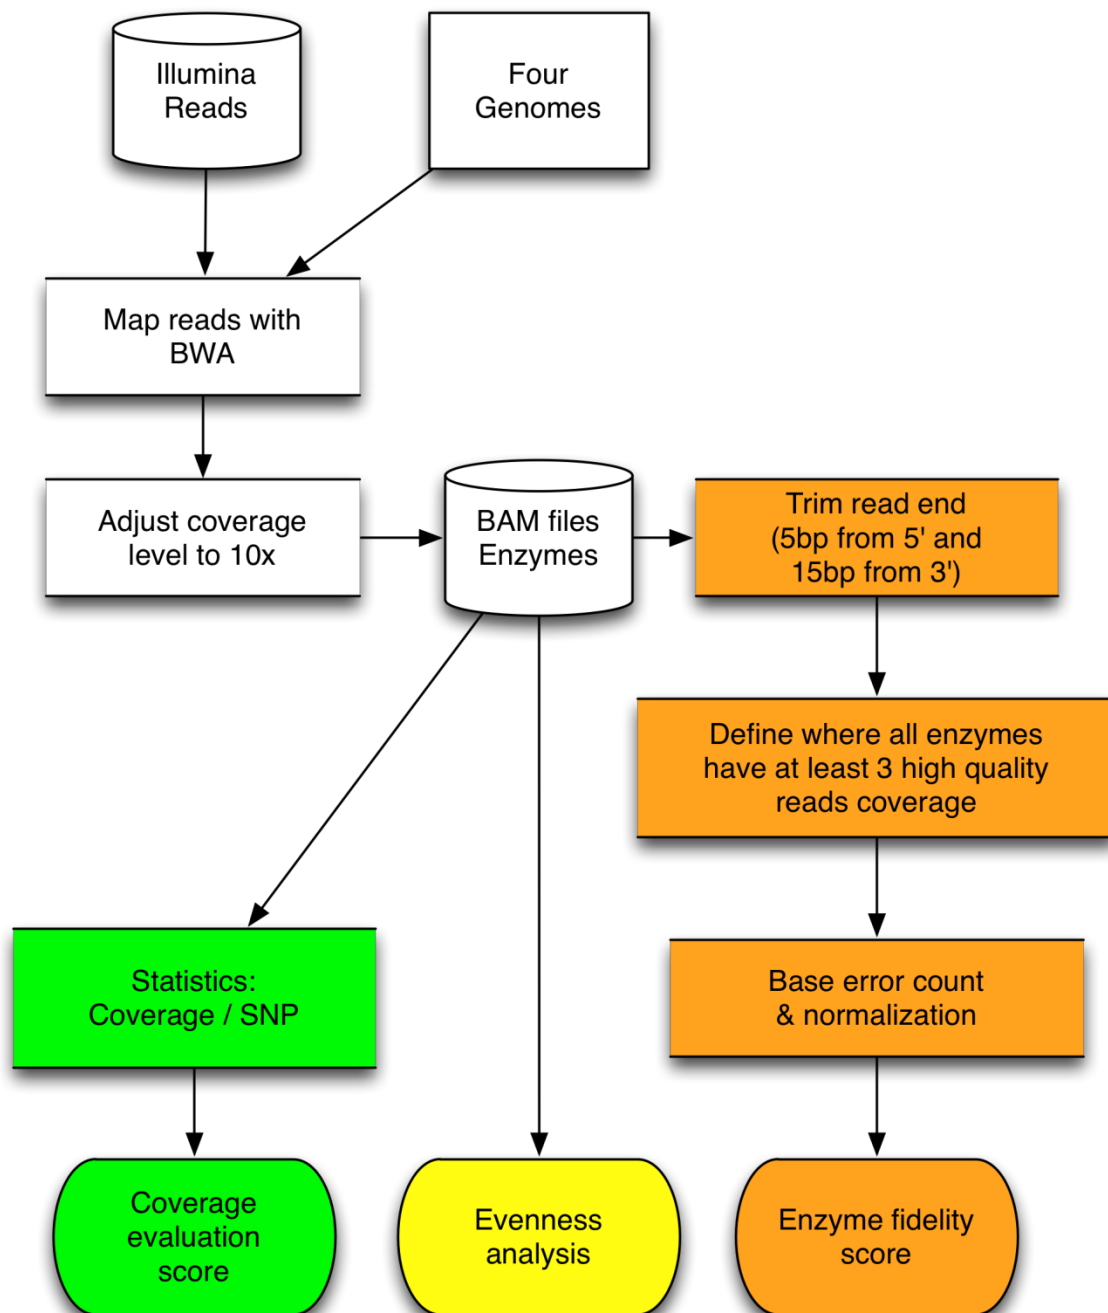 Illumina
Reads
Four
Genomes
Map reads with
BWA
Adjust coverage
level to 10x
BAM files
Enzymes
Trim read end
(5bp from 5' and
15bp from 3')
Define where all enzymes
have at least 3 high quality
reads coverage
Statistics:
Coverage / SNP
Base error count
& normalization
Coverage
evaluation
score
Evenness
analysis
Enzyme fidelity
score